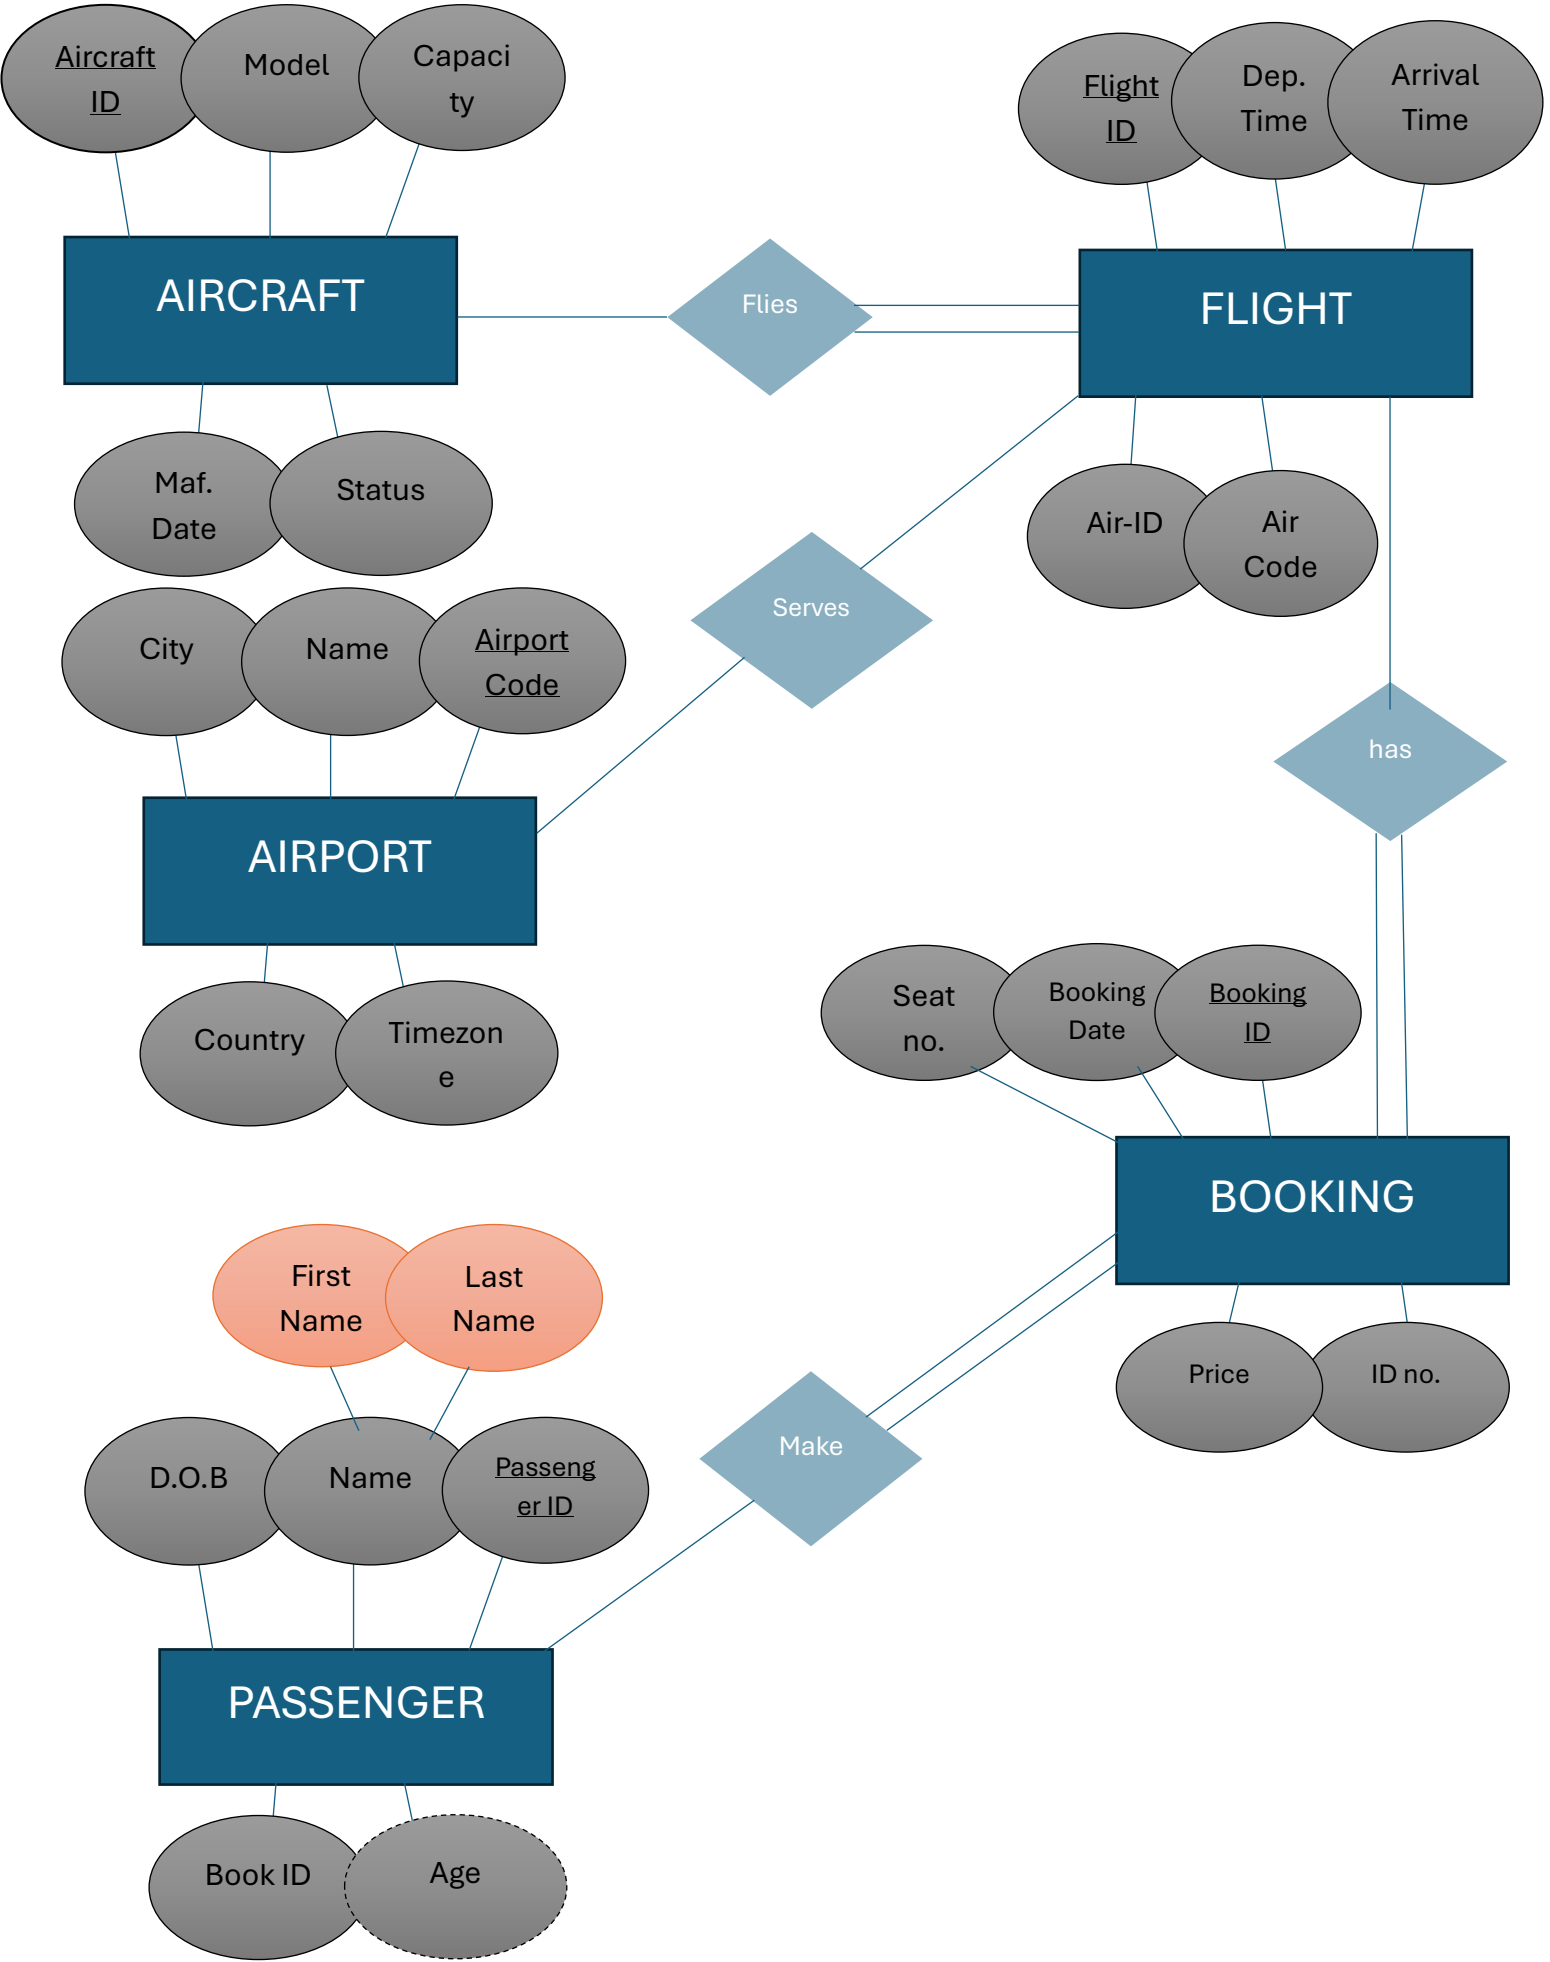 Aircraft
ID
Model
Capaci
ty
Flight
ID
Dep.
Time
Arrival
Time
AIRCRAFT
Flies
FLIGHT
Maf.
Date
Status
Air-ID
Air
Code
City
Name
Airport
Code
Serves
has
AIRPORT
Country
Timezon
e
Seat
no.
Booking
Date
Booking
ID
BOOKING
First
Name
Last
Name
Price
ID no.
D.O.B
Name
Passeng
er ID
Make
PASSENGER
Book ID
Age